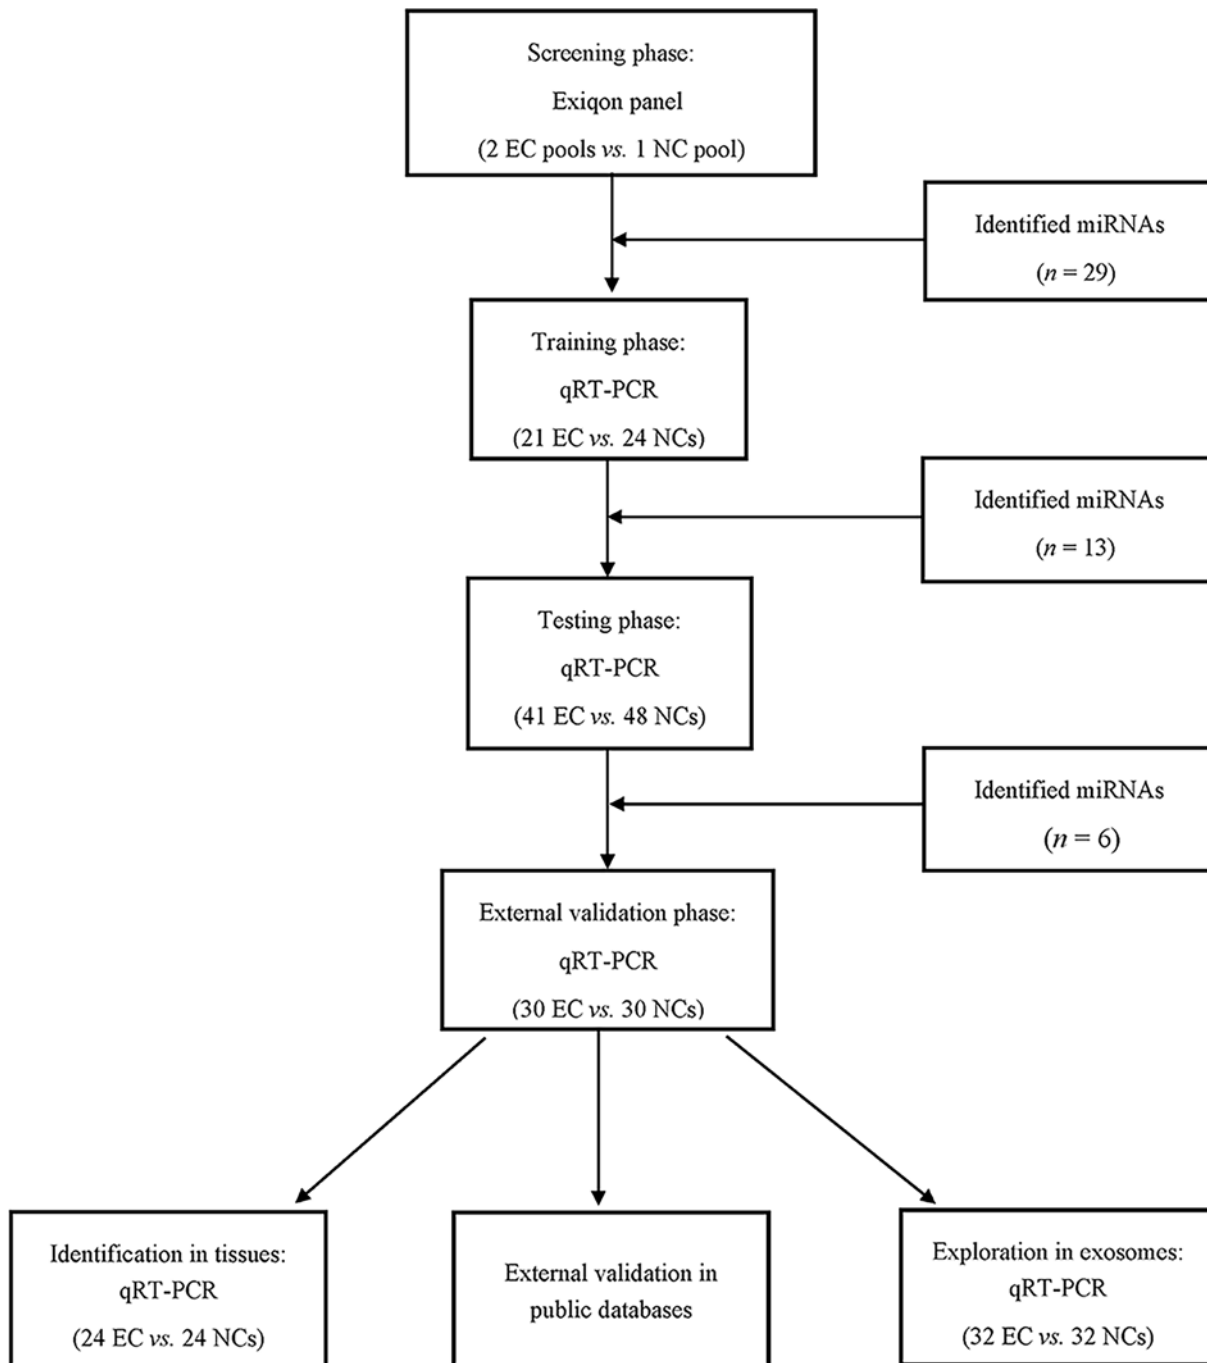 Screening phase:
Exiqon panel
(2 EC pools vs. 1 NC pool)
Identified miRNAs
(n = 29)
Training phase:
qRT-PCR
(21 EC vs. 24 NCs)
Identified miRNAs
(n = 13)
Testing phase:
qRT-PCR
(41 EC vs. 48 NCs)
Identified miRNAs
(n = 6)
External validation phase:
qRT-PCR
(30 EC vs. 30 NCs)
Identification in tissues:
qRT-PCR
(24 EC vs. 24 NCs)
External validation in
public databases
Exploration in exosomes:
qRT-PCR
(32 EC vs. 32 NCs)